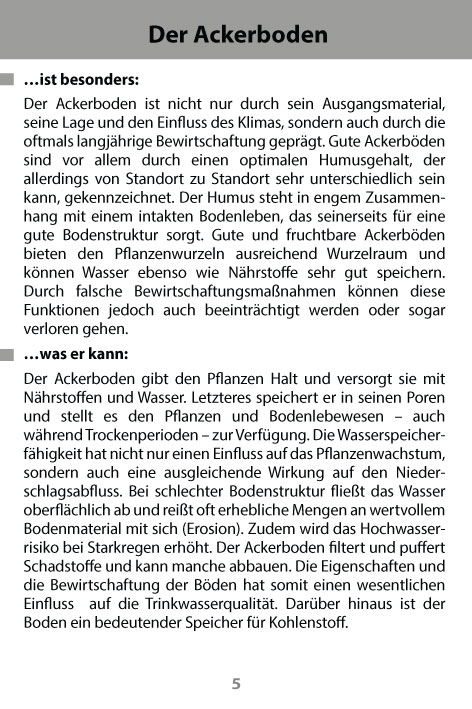 Der Ackerboden
…ist besonders:
Der Ackerboden ist nicht nur durch sein Ausgangsmaterial,
seine Lage und den Einfluss des Klimas, sondern auch durch die
oftmals langjährige Bewirtschaftung geprägt. Gute Ackerböden
sind vor allem durch einen optimalen Humusgehalt, der
allerdings von Standort zu Standort sehr unterschiedlich sein
kann, gekennzeichnet. Der Humus steht in engem Zusammen-
hang mit einem intakten Bodenleben, das seinerseits für eine
gute Bodenstruktur sorgt. Gute und fruchtbare Ackerböden
bieten den Pflanzenwurzeln ausreichend Wurzelraum und
können Wasser ebenso wie Nährstoffe sehr gut speichern.
Durch falsche Bewirtschaftungsmaßnahmen können diese
Funktionen jedoch auch beeinträchtigt werden oder sogar
verloren gehen.
…was er kann:
Der Ackerboden gibt den Pflanzen Halt und versorgt sie mit
Nährstoffen und Wasser. Letzteres speichert er in seinen Poren
und stellt es den Pflanzen und Bodenlebewesen – auch
während Trockenperioden – zur Verfügung. Die Wasserspeicher-
fähigkeit hat nicht nur einen Einfluss auf das Pflanzenwachstum,
sondern auch eine ausgleichende Wirkung auf den Nieder-
schlagsabfluss. Bei schlechter Bodenstruktur fließt das Wasser
oberflächlich ab und reißt oft erhebliche Mengen an wertvollem
Bodenmaterial mit sich (Erosion). Zudem wird das Hochwasser-
risiko bei Starkregen erhöht. Der Ackerboden filtert und puffert
Schadstoffe und kann manche abbauen. Die Eigenschaften und
die Bewirtschaftung der Böden hat somit einen wesentlichen
Einfluss auf die Trinkwasserqualität. Darüber hinaus ist der
Boden ein bedeutender Speicher für Kohlenstoff.
5